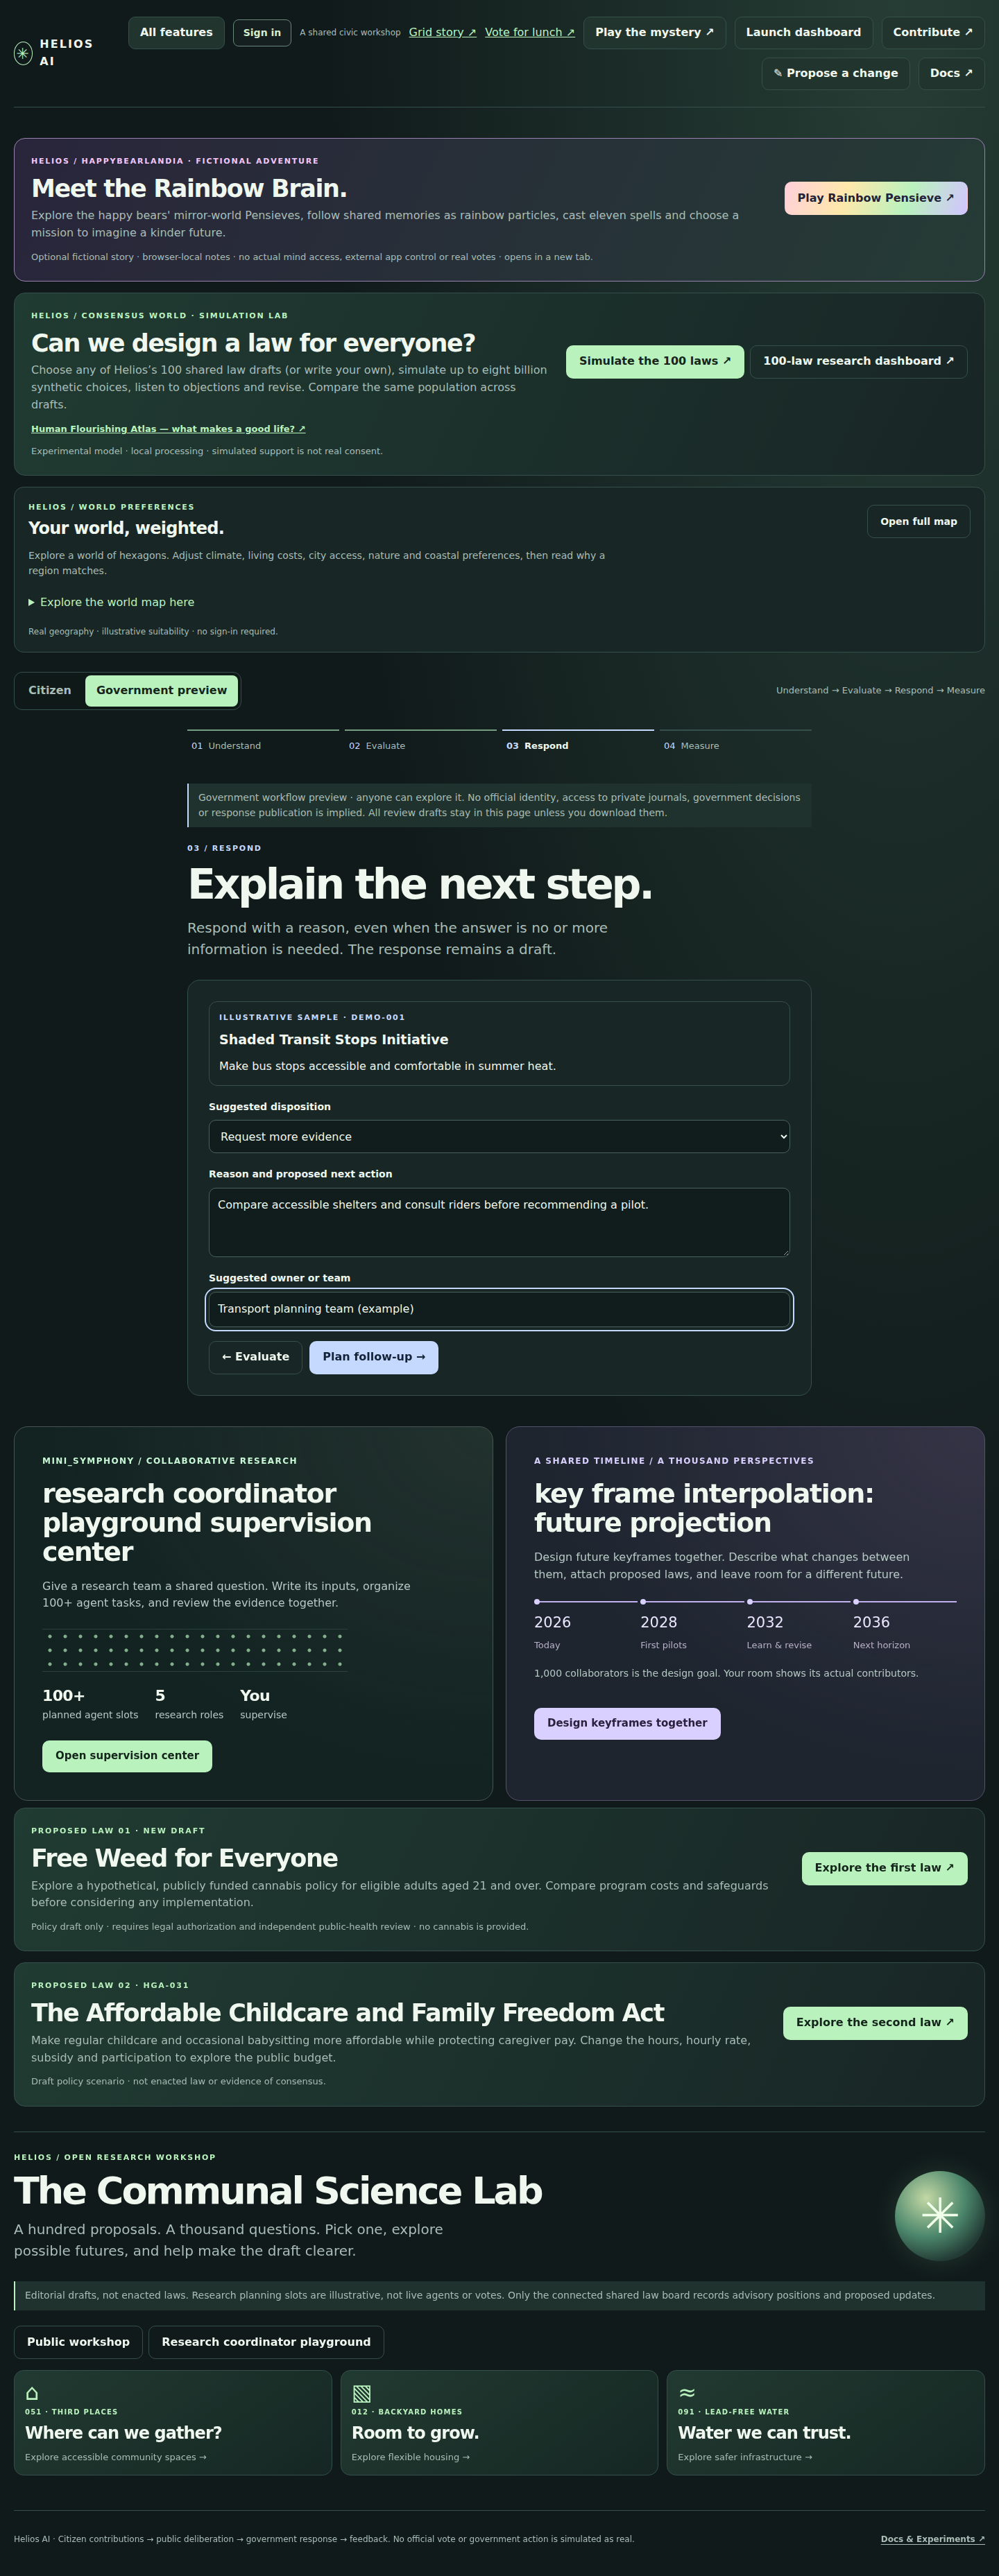 HELIOS
AI
All features
Sign in
A shared civic workshop
Grid story ↗
Vote for lunch ↗
Play the mystery ↗
Launch dashboard
Contribute ↗
✎ Propose a change
Docs ↗
HELIOS / HAPPYBEARLANDIA · FICTIONAL ADVENTURE
Meet the Rainbow Brain.
Explore the happy bears' mirror-world Pensieves, follow shared memories as rainbow particles, cast eleven spells and choose a
mission to imagine a kinder future.
Optional fictional story · browser-local notes · no actual mind access, external app control or real votes · opens in a new tab.
Play Rainbow Pensieve ↗
HELIOS / CONSENSUS WORLD · SIMULATION LAB
Can we design a law for everyone?
Choose any of Helios’s 100 shared law drafts (or write your own), simulate up to eight billion
synthetic choices, listen to objections and revise. Compare the same population across
drafts.
Human Flourishing Atlas — what makes a good life? ↗
Experimental model · local processing · simulated support is not real consent.
Simulate the 100 laws ↗
100-law research dashboard ↗
HELIOS / WORLD PREFERENCES
Your world, weighted.
Explore a world of hexagons. Adjust climate, living costs, city access, nature and coastal preferences, then read why a
region matches.
▶ Explore the world map here
Real geography · illustrative suitability · no sign-in required.
Open full map
Citizen
Government preview
Understand → Evaluate → Respond → Measure
01 Understand
02 Evaluate
03 Respond
04 Measure
Government workflow preview · anyone can explore it. No official identity, access to private journals, government decisions
or response publication is implied. All review drafts stay in this page unless you download them.
03 / RESPOND
Explain the next step.
Respond with a reason, even when the answer is no or more
information is needed. The response remains a draft.
ILLUSTRATIVE SAMPLE · DEMO-001
Shaded Transit Stops Initiative
Make bus stops accessible and comfortable in summer heat.
Suggested disposition
Request more evidence
Reason and proposed next action
Compare accessible shelters and consult riders before recommending a pilot.
Suggested owner or team
Transport planning team (example)
← Evaluate
Plan follow-up →
MINI_SYMPHONY / COLLABORATIVE RESEARCH
research coordinator
playground supervision
center
Give a research team a shared question. Write its inputs, organize
100+ agent tasks, and review the evidence together.
100+
planned agent slots
5
research roles
You
supervise
Open supervision center
A SHARED TIMELINE / A THOUSAND PERSPECTIVES
key frame interpolation:
future projection
Design future keyframes together. Describe what changes between
them, attach proposed laws, and leave room for a different future.
2026
Today
2028
First pilots
2032
Learn & revise
2036
Next horizon
1,000 collaborators is the design goal. Your room shows its actual contributors.
Design keyframes together
PROPOSED LAW 01 · NEW DRAFT
Free Weed for Everyone
Explore a hypothetical, publicly funded cannabis policy for eligible adults aged 21 and over. Compare program costs and safeguards
before considering any implementation.
Policy draft only · requires legal authorization and independent public-health review · no cannabis is provided.
Explore the first law ↗
PROPOSED LAW 02 · HGA-031
The Affordable Childcare and Family Freedom Act
Make regular childcare and occasional babysitting more affordable while protecting caregiver pay. Change the hours, hourly rate,
subsidy and participation to explore the public budget.
Draft policy scenario · not enacted law or evidence of consensus.
Explore the second law ↗
HELIOS / OPEN RESEARCH WORKSHOP
The Communal Science Lab
A hundred proposals. A thousand questions. Pick one, explore
possible futures, and help make the draft clearer.
Editorial drafts, not enacted laws. Research planning slots are illustrative, not live agents or votes. Only the connected shared law board records advisory positions and proposed updates.
Public workshop
Research coordinator playground
051 · THIRD PLACES
Where can we gather?
Explore accessible community spaces →
012 · BACKYARD HOMES
Room to grow.
Explore flexible housing →
091 · LEAD-FREE WATER
Water we can trust.
Explore safer infrastructure →
Helios AI · Citizen contributions → public deliberation → government response → feedback. No official vote or government action is simulated as real.
Docs & Experiments ↗